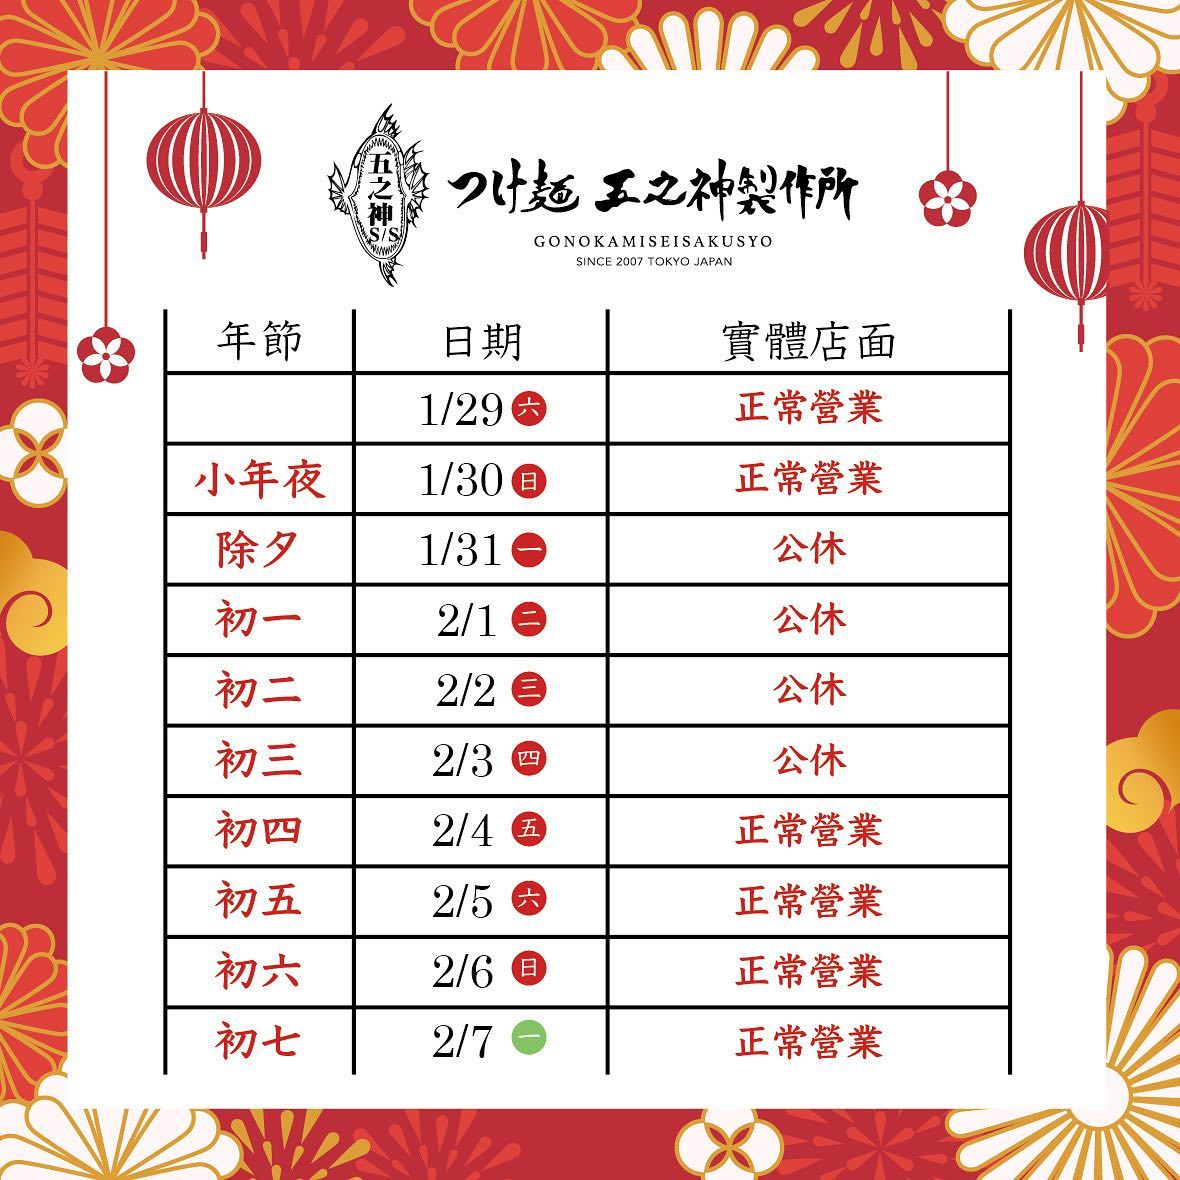 五之神
S/S
つけ麺 五之神製作所
GONOKAMISEISAKUSYO
SINCE 2007 TOKYO JAPAN
年節 日期 實體店面
1/29 六 正常營業
小年夜 1/30 日 正常營業
除夕 1/31 一 公休
初一 2/1 二 公休
初二 2/2 三 公休
初三 2/3 四 公休
初四 2/4 五 正常營業
初五 2/5 六 正常營業
初六 2/6 日 正常營業
初七 2/7 一 正常營業